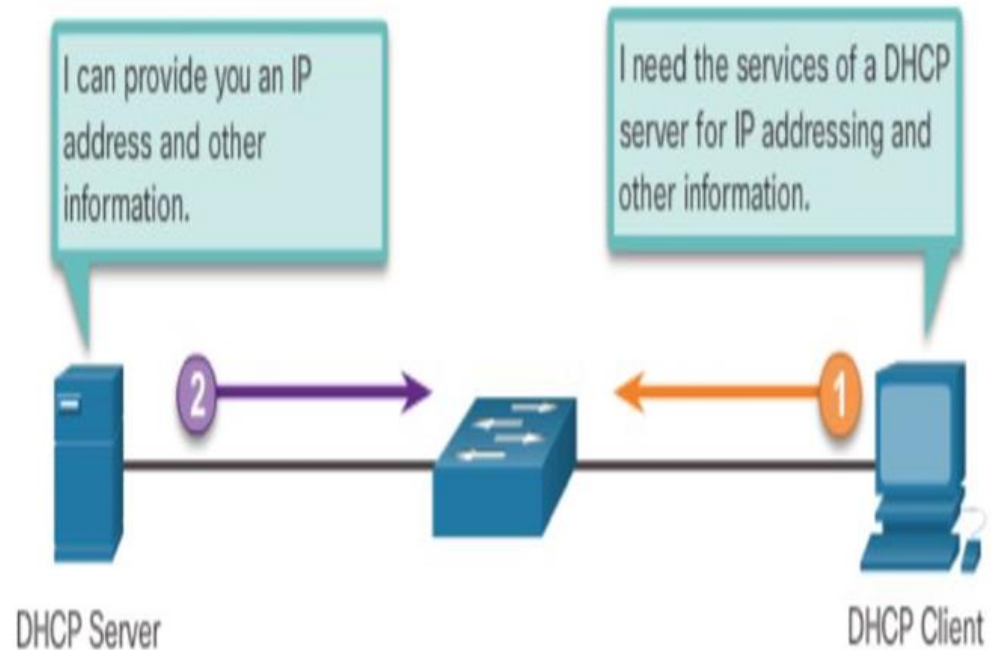 I can provide you an IP
address and other
information.
I need the services of a DHCP
server for IP addressing and
other information.
2
1
DHCP Server
DHCP Client